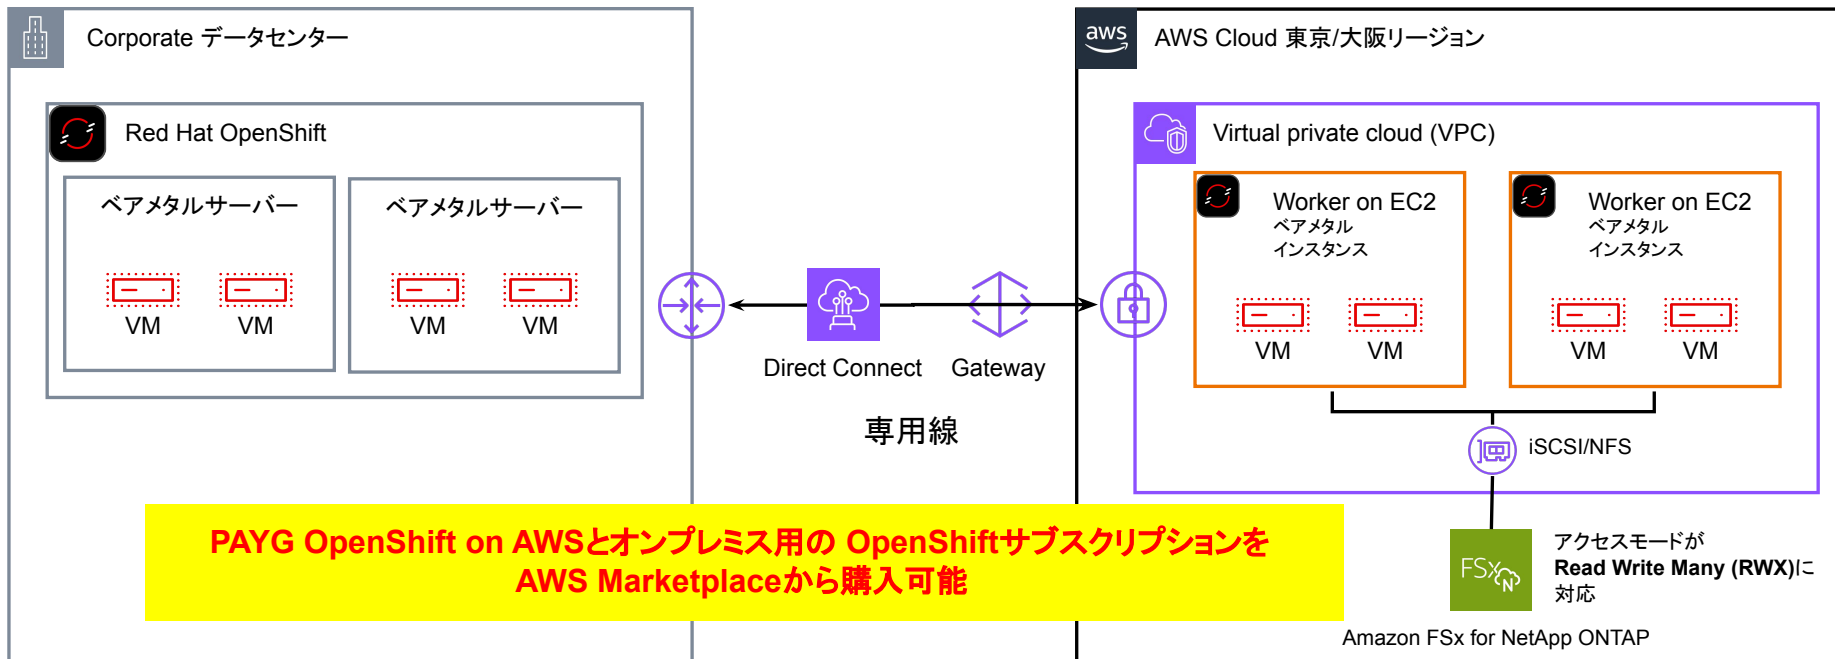 Corporate データセンター
aws
AWS Cloud 東京/大阪リージョン
Red Hat OpenShift
Virtual private cloud (VPC)
ベアメタルサーバー
ベアメタルサーバー
Worker on EC2
ベアメタル
インスタンス
Worker on EC2
ベアメタル
インスタンス
VM
VM
VM
VM
VM
VM
VM
VM
Direct Connect
Gateway
専用線
iSCSI/NFS
PAYG OpenShift on AWSとオンプレミス用の OpenShiftサブスクリプションを
AWS Marketplaceから購入可能
FSx
N
アクセスモードが
Read Write Many (RWX)に
対応
Amazon FSx for NetApp ONTAP